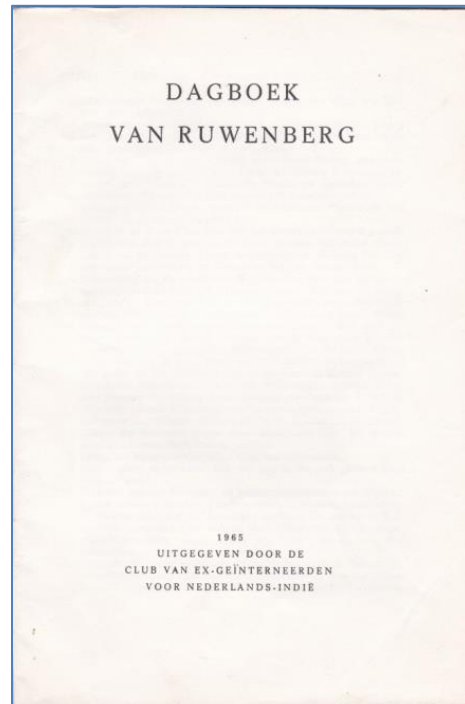 DAGBOEK
VAN RUWENBERG
1965
UITGEGEVEN DOOR DE
CLUB VAN EX-GEÏNTERNEERDEN
VOOR NEDERLANDS-INDIË